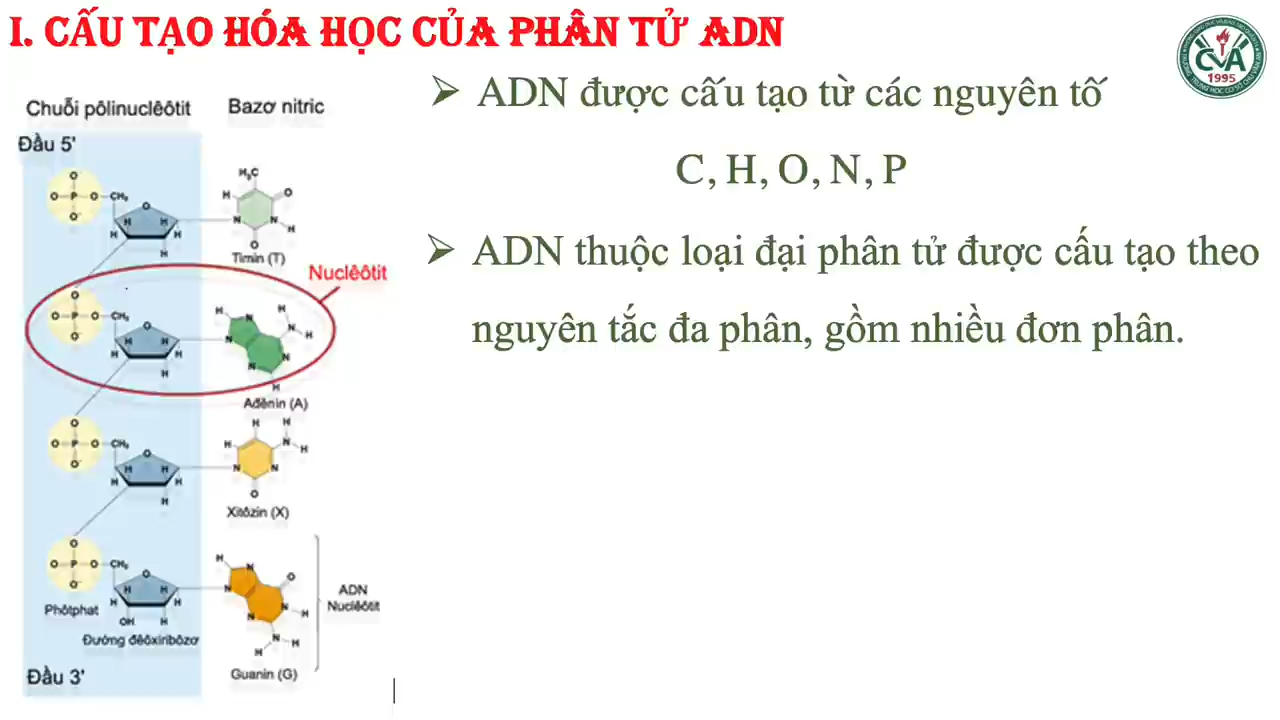 I. CẤU TẠO HÓA HỌC CỦA PHÂN TỬ ADN
CVA
1995
Chuỗi pôlinuclêôtit
Bazơ nitric
Đầu 5'
Timin (T)
Nuclêôtit
Ađênin (A)
Xitôzin (X)
ADN
Nuclêôtit
Phôtphat
Đường đêôxiribôzơ
Guanin (G)
Đầu 3'
➢ ADN được cấu tạo từ các nguyên tố
C, H, O, N, P
➢ ADN thuộc loại đại phân tử được cấu tạo theo
nguyên tắc đa phân, gồm nhiều đơn phân.